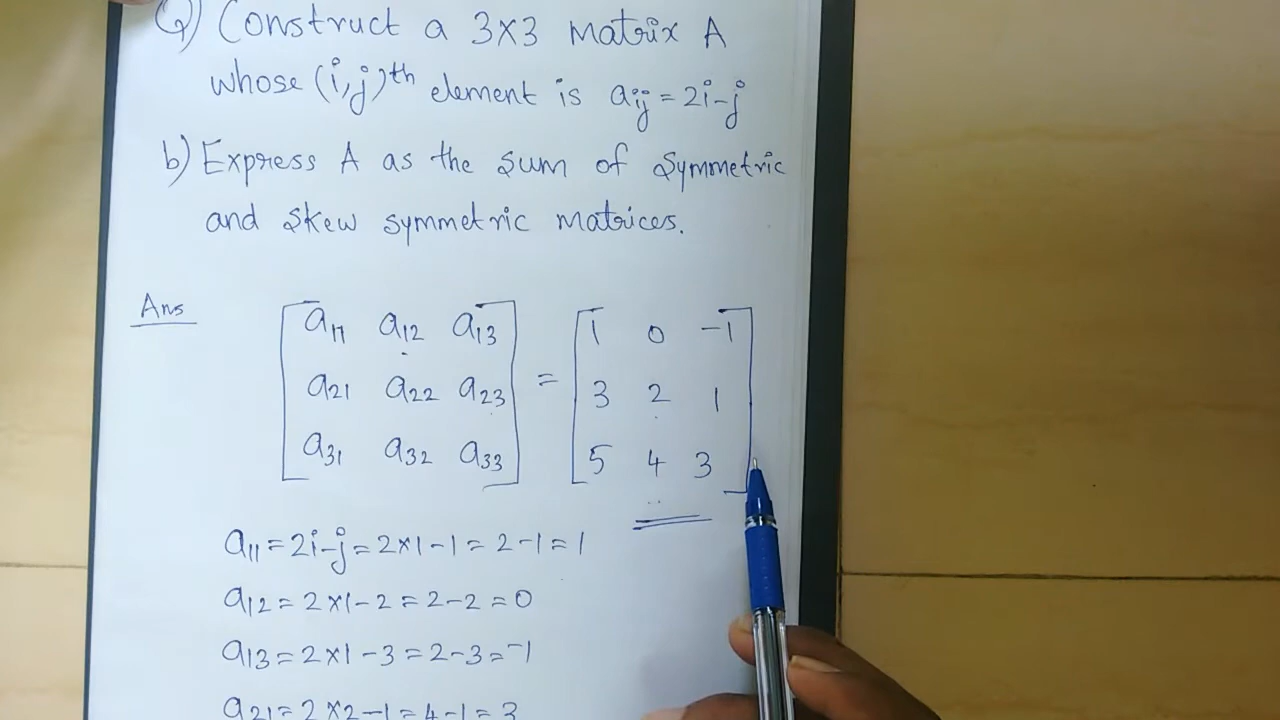 Q) Construct a 3×3 matrix A
whose (i,j)th element is aij = 2i-j
b) Express A as the sum of symmetric
and skew symmetric matrices.
Ans
a11 a12 a13
a21 a22 a23
a31 a32 a33
=
1 0 -1
3 2 1
5 4 3
a11 = 2i-j = 2×1-1 = 2-1 = 1
a12 = 2×1-2 = 2-2 = 0
a13 = 2×1-3 = 2-3 = -1
a21 = 2×2-1 = 4-1 = 3